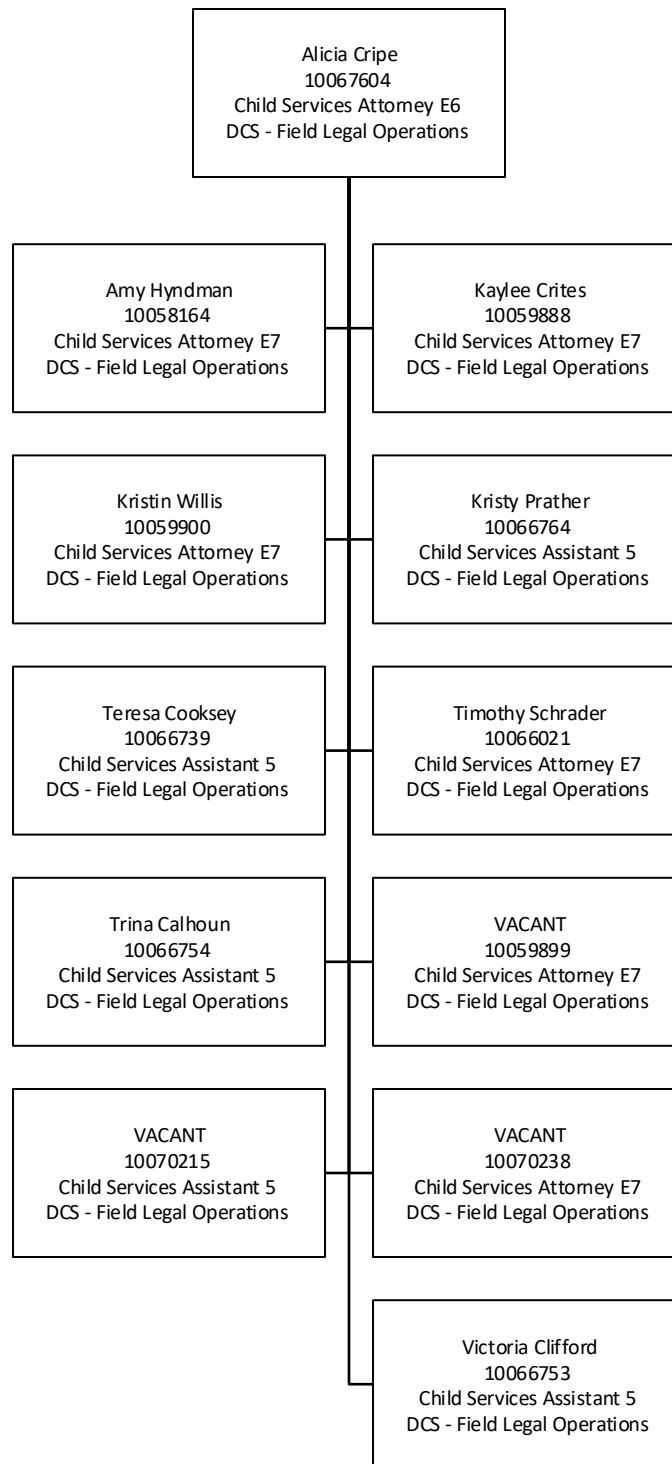 Alicia Cripe
10067604
Child Services Attorney E6
DCS - Field Legal Operations
Amy Hyndman
10058164
Child Services Attorney E7
DCS - Field Legal Operations
Kaylee Crites
10059888
Child Services Attorney E7
DCS - Field Legal Operations
Kristin Willis
10059900
Child Services Attorney E7
DCS - Field Legal Operations
Kristy Prather
10066764
Child Services Assistant 5
DCS - Field Legal Operations
Teresa Cooksey
10066739
Child Services Assistant 5
DCS - Field Legal Operations
Timothy Schrader
10066021
Child Services Attorney E7
DCS - Field Legal Operations
Trina Calhoun
10066754
Child Services Assistant 5
DCS - Field Legal Operations
VACANT
10059899
Child Services Attorney E7
DCS - Field Legal Operations
VACANT
10070215
Child Services Assistant 5
DCS - Field Legal Operations
VACANT
10070238
Child Services Attorney E7
DCS - Field Legal Operations
Victoria Clifford
10066753
Child Services Assistant 5
DCS - Field Legal Operations